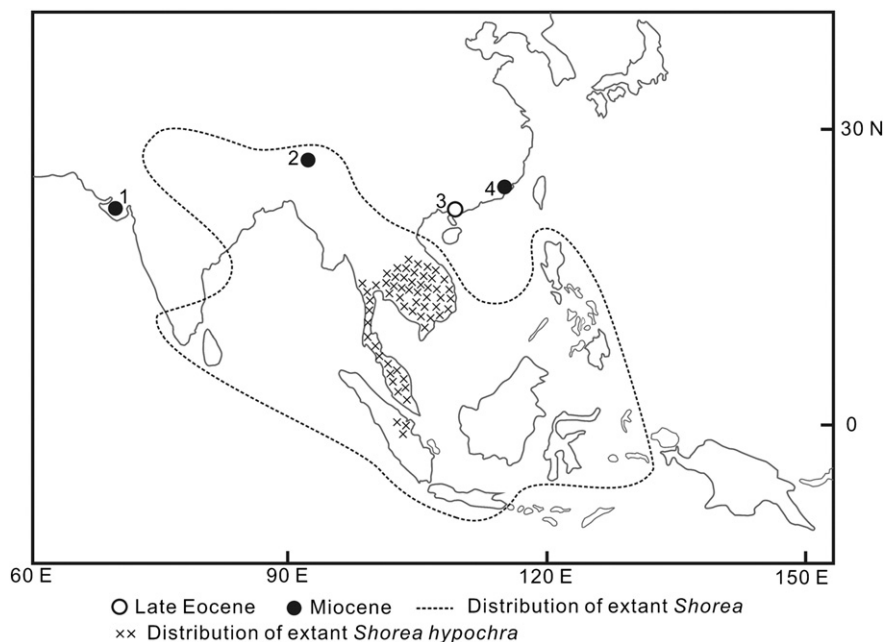 30 N
2
4
3
1
0
60 E 90 E 120 E 150 E
Late Eocene Miocene Distribution of extant Shorea
×× Distribution of extant Shorea hypochra